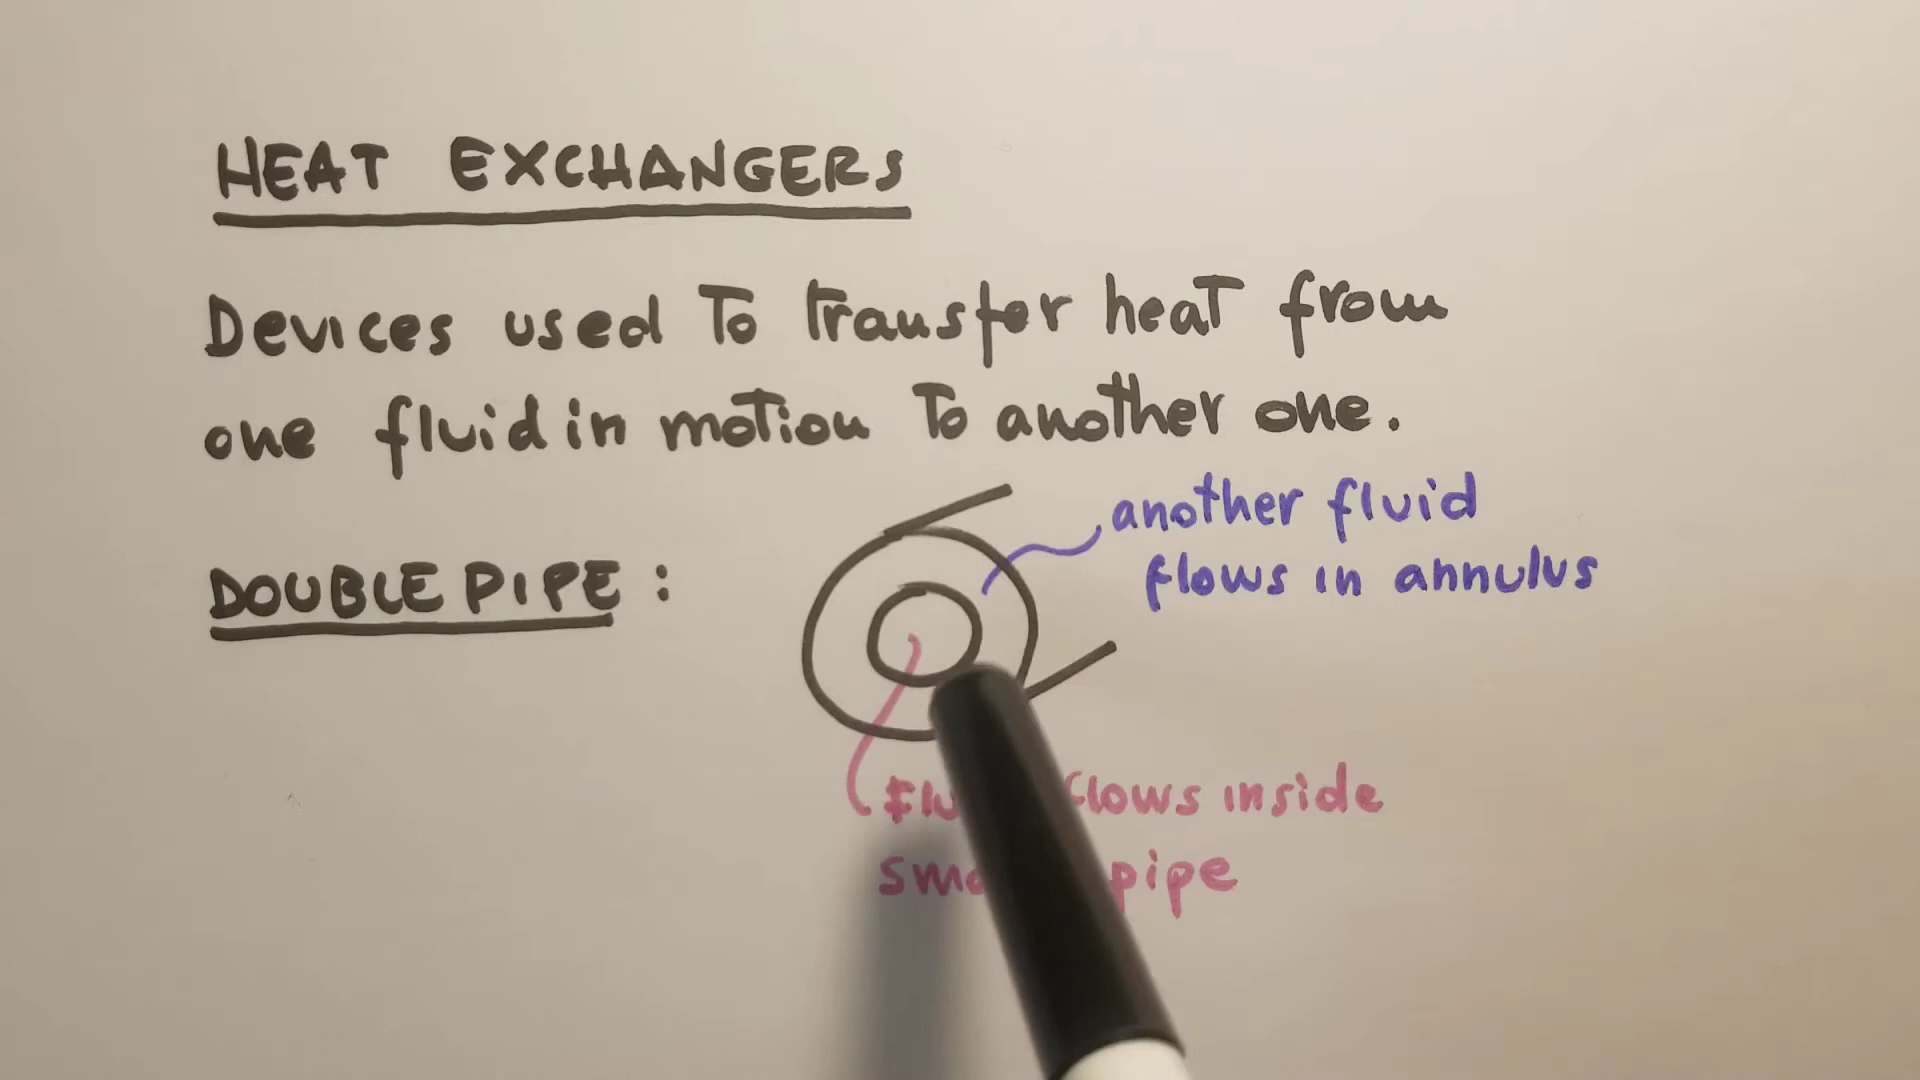 HEAT EXCHANGERS
Devices used To transfer heat from
one fluid in motion To another one.
another fluid
flows in annulus
DOUBLE PIPE :
flows inside
pipe